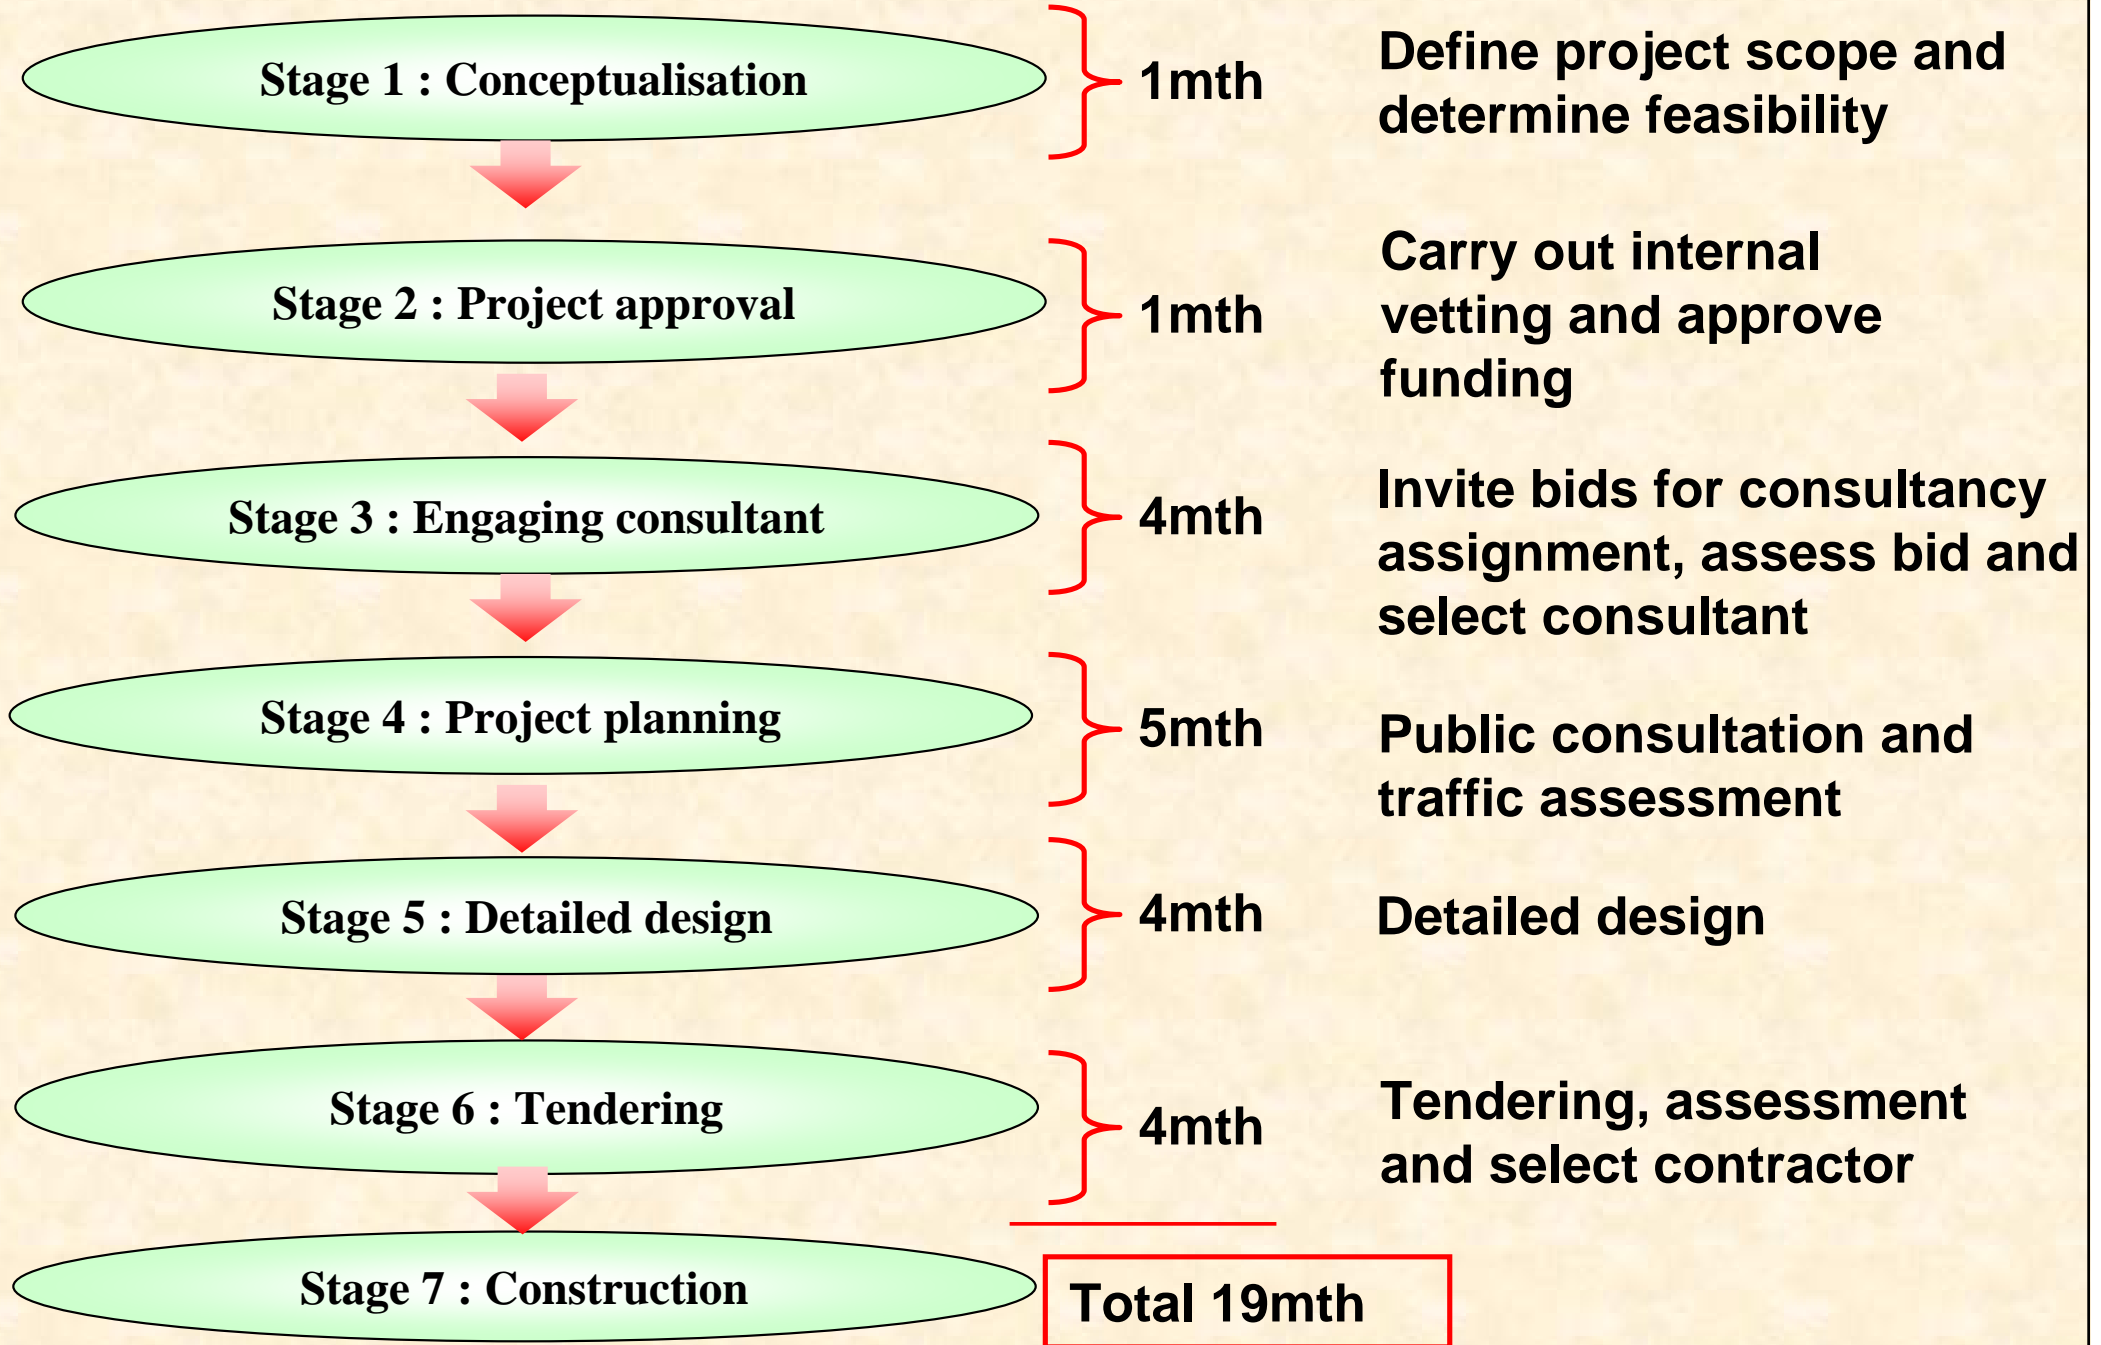 Stage 1 : Conceptualisation
1mth
Define project scope and
determine feasibility
Stage 2 : Project approval
1mth
Carry out internal
vetting and approve
funding
Stage 3 : Engaging consultant
4mth
Invite bids for consultancy
assignment, assess bid and
select consultant
Stage 4 : Project planning
5mth
Public consultation and
traffic assessment
Stage 5 : Detailed design
4mth
Detailed design
Stage 6 : Tendering
4mth
Tendering, assessment
and select contractor
Stage 7 : Construction
Total 19mth